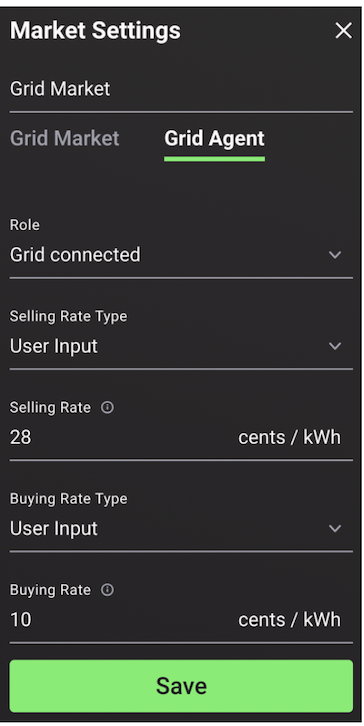 Market Settings
Grid Market
Grid Market Grid Agent
Role
Grid connected
Selling Rate Type
User Input
Selling Rate
28 cents / kWh
Buying Rate Type
User Input
Buying Rate
10 cents / kWh
Save